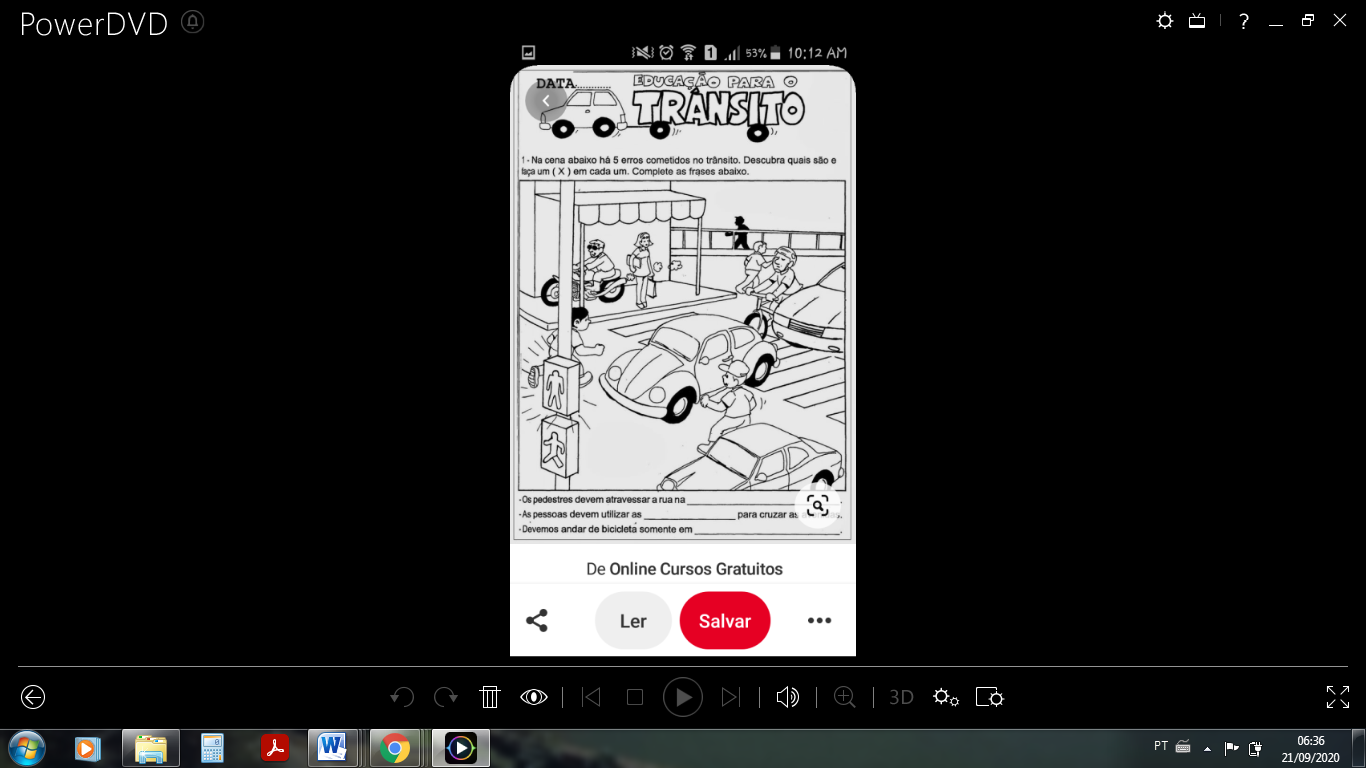 PowerDVD
?
1
53%
10:12 AM
DATA...........
EDUCAÇÃO PARA O
TRÂNSITO
1 - Na cena abaixo há 5 erros cometidos no trânsito. Descubra quais são e
faça um ( X ) em cada um. Complete as frases abaixo.
-Os pedestres devem atravessar a rua na
-As pessoas devem utilizar as ________________ para cruzar as
-Devemos andar de bicicleta somente em __________________________.
De Online Cursos Gratuitos
Ler
Salvar
3D
PT
06:36
21/09/2020